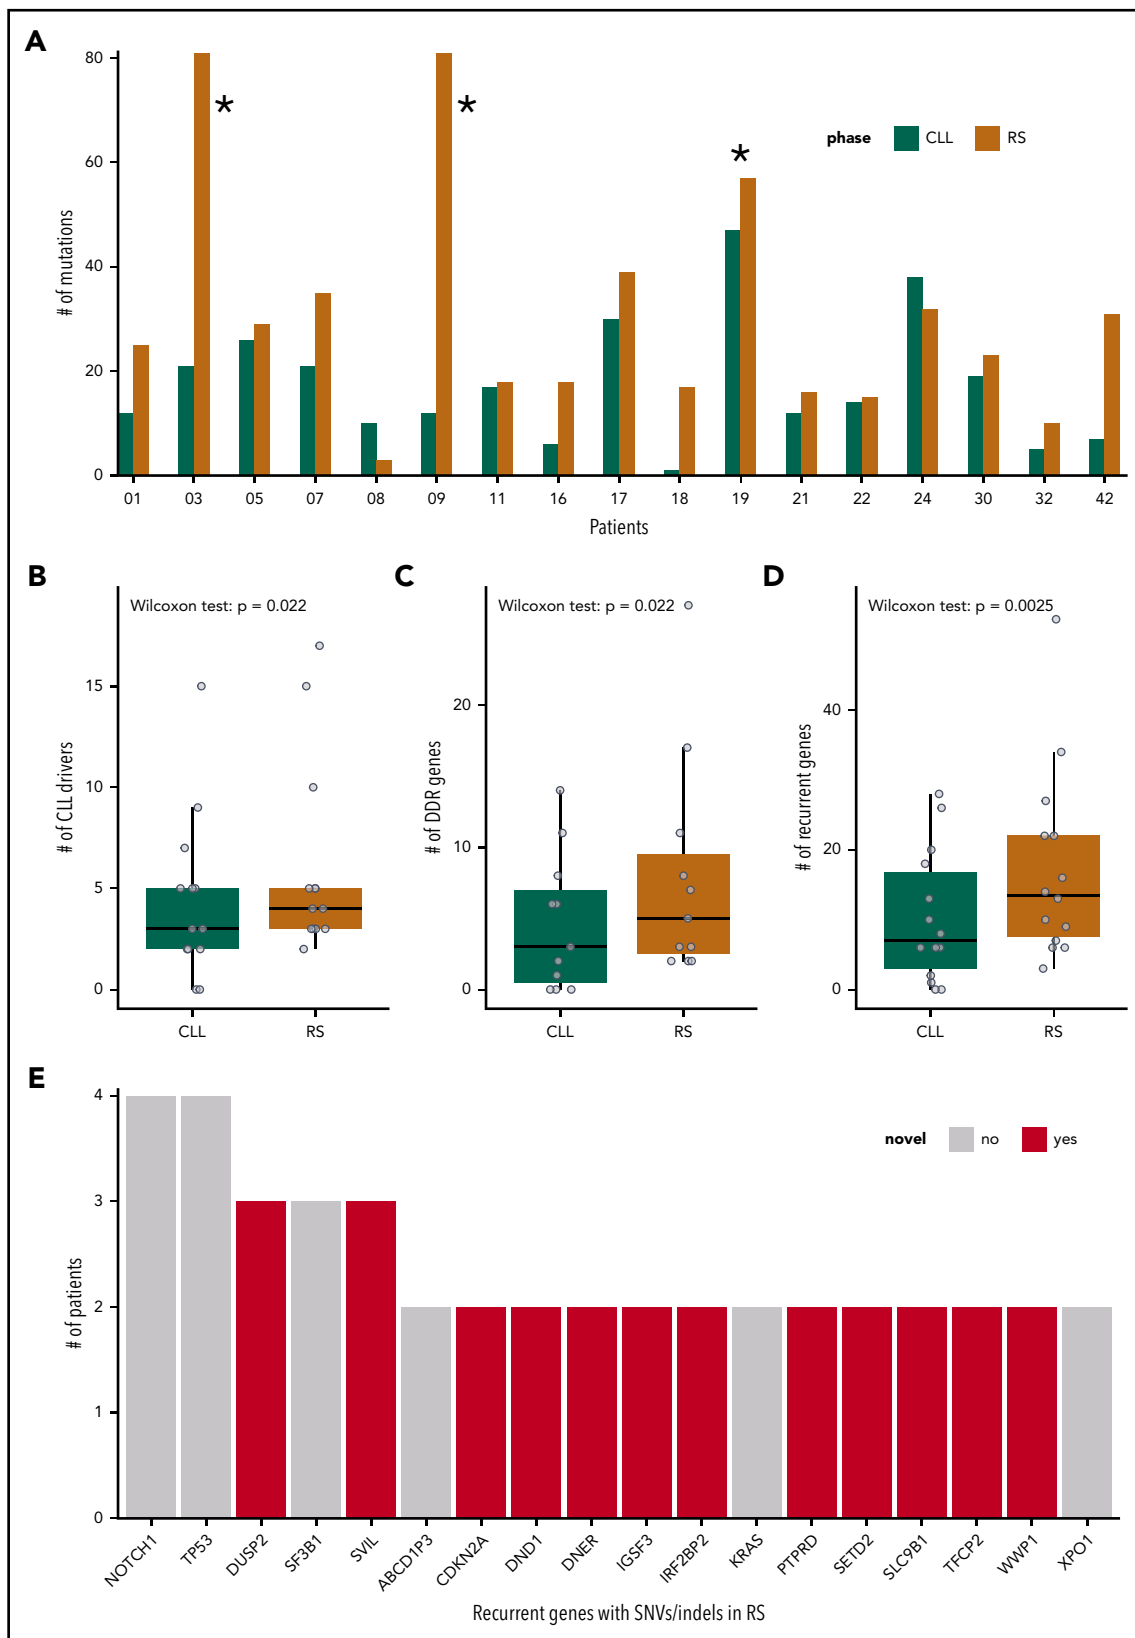 A
80
60
40
20
0
# of mutations
*
*
*
phase CLL RS
01 03 05 07 08 09 11 16 17 18 19 21 22 24 30 32 42
Patients
B
Wilcoxon test: p = 0.022
15
10
5
0
# of CLL drivers
CLL RS
C
Wilcoxon test: p = 0.022
20
10
0
# of DDR genes
CLL RS
D
Wilcoxon test: p = 0.0025
40
20
0
# of recurrent genes
CLL RS
E
4
3
2
1
0
# of patients
novel no yes
NOTCH1 TP53 DUSP2 SF3B1 SVIL ABCD1P3 CDKN2A DND1 DNER IGSF3 IRF2BP2 KRAS PTPRD SETD2 SLC9B1 TFCP2 WWP1 XPO1
Recurrent genes with SNVs/indels in RS